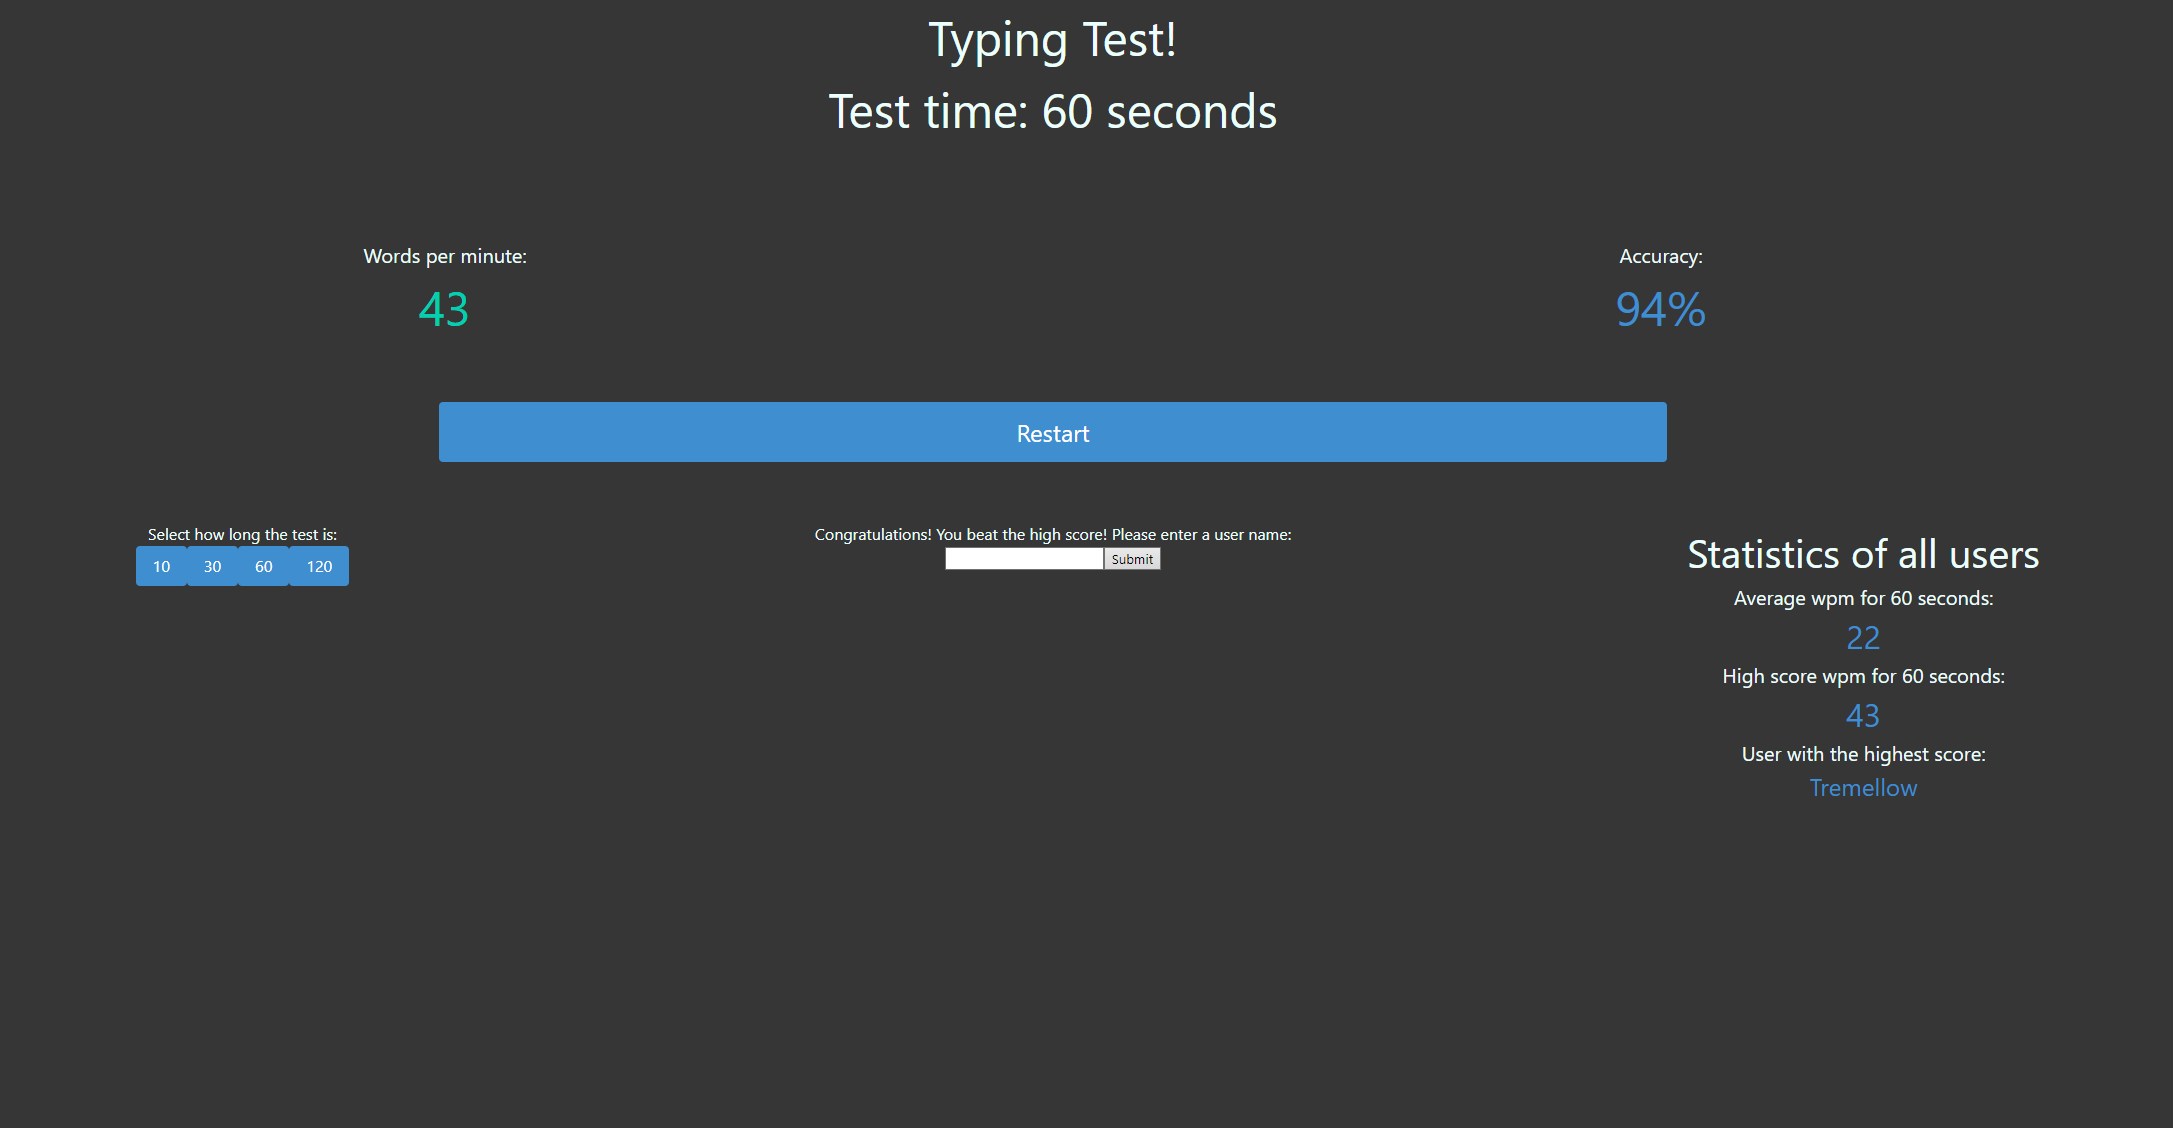 Typing Test!
Test time: 60 seconds
Words per minute:
43
Accuracy:
94%
Restart
Select how long the test is:
10 30 60 120
Congratulations! You beat the high score! Please enter a user name:
Submit
Statistics of all users
Average wpm for 60 seconds:
22
High score wpm for 60 seconds:
43
User with the highest score:
Tremellow